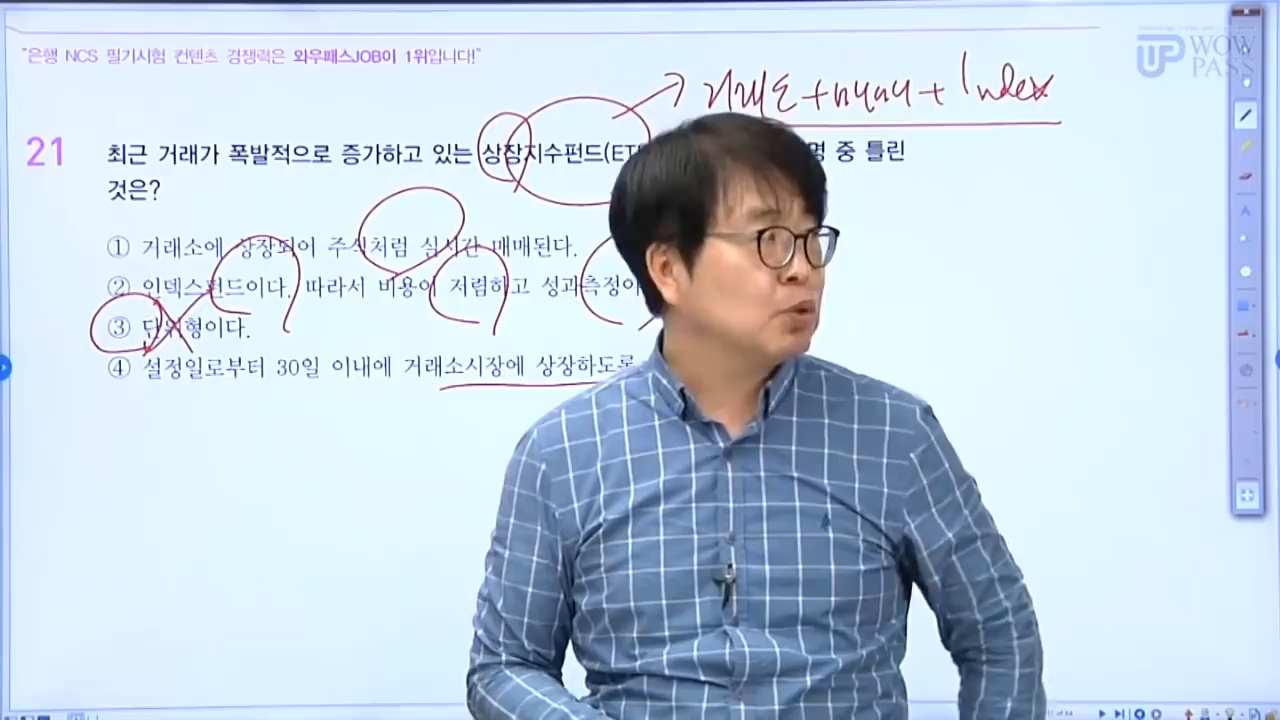 "은행 NCS 필기시험 컨텐츠 경쟁력은 와우패스JOB이 1위입니다!"
WOW PASS
거래소 + 매매 + Index
21 최근 거래가 폭발적으로 증가하고 있는 상장지수펀드(ET 명 중 틀린
것은?
① 거래소에 상장되어 주식처럼 실시간 매매된다.
② 인덱스펀드이다. 따라서 비용이 저렴하고 성과측정이
③ 단위형이다.
④ 설정일로부터 30일 이내에 거래소시장에 상장하도록